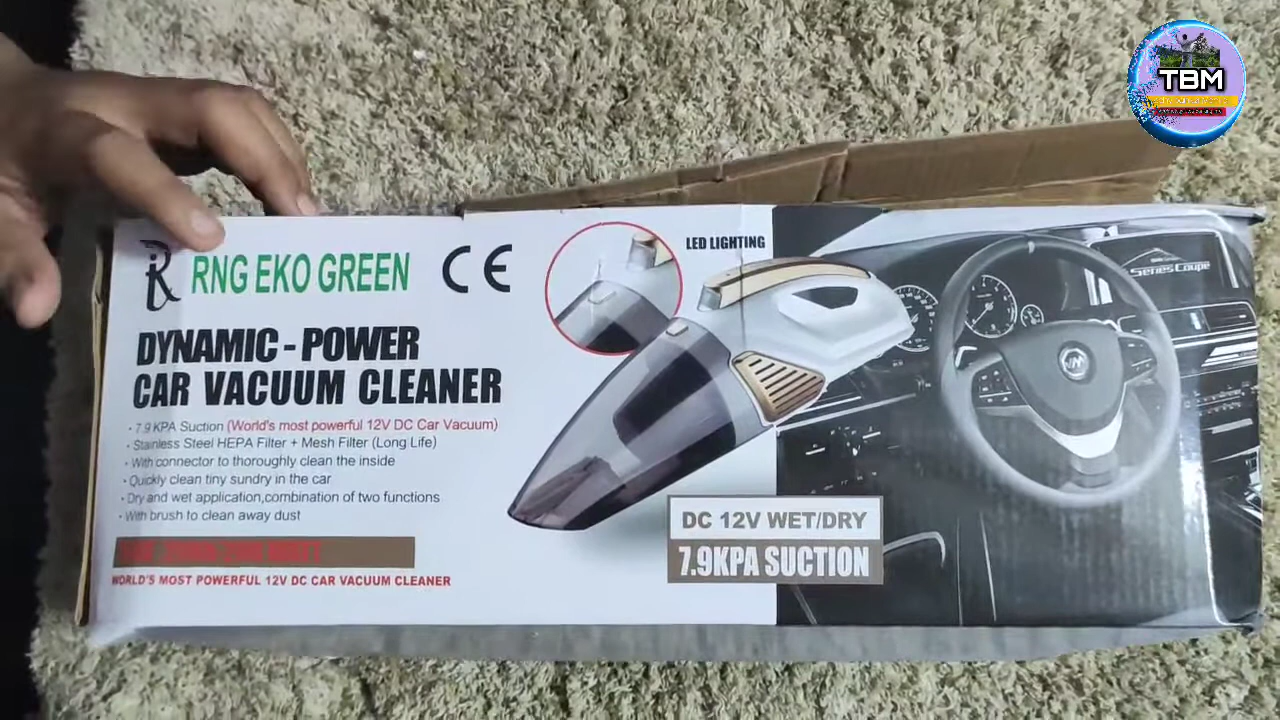 TBM
RNG EKO GREEN
CE
LED LIGHTING
Series Coupe
DYNAMIC - POWER
CAR VACUUM CLEANER
• 7.9 KPA Suction (World's most powerful 12V DC Car Vacuum)
• Stainless Steel HEPA Filter + Mesh Filter (Long Life)
• With connector to thoroughly clean the inside
• Quickly clean tiny sundry in the car
• Dry and wet application,combination of two functions
• With brush to clean away dust
WORLD'S MOST POWERFUL 12V DC CAR VACUUM CLEANER
DC 12V WET/DRY
7.9KPA SUCTION